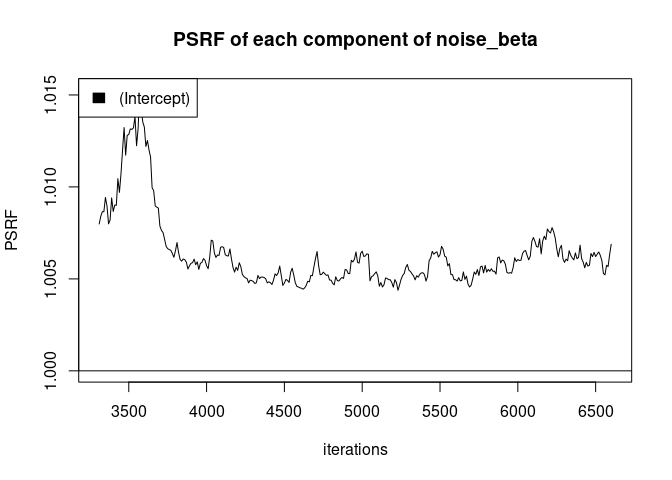 PSRF of each component of noise_beta
(Intercept)
PSRF
1.015
1.010
1.005
1.000
3500 4000 4500 5000 5500 6000 6500
iterations